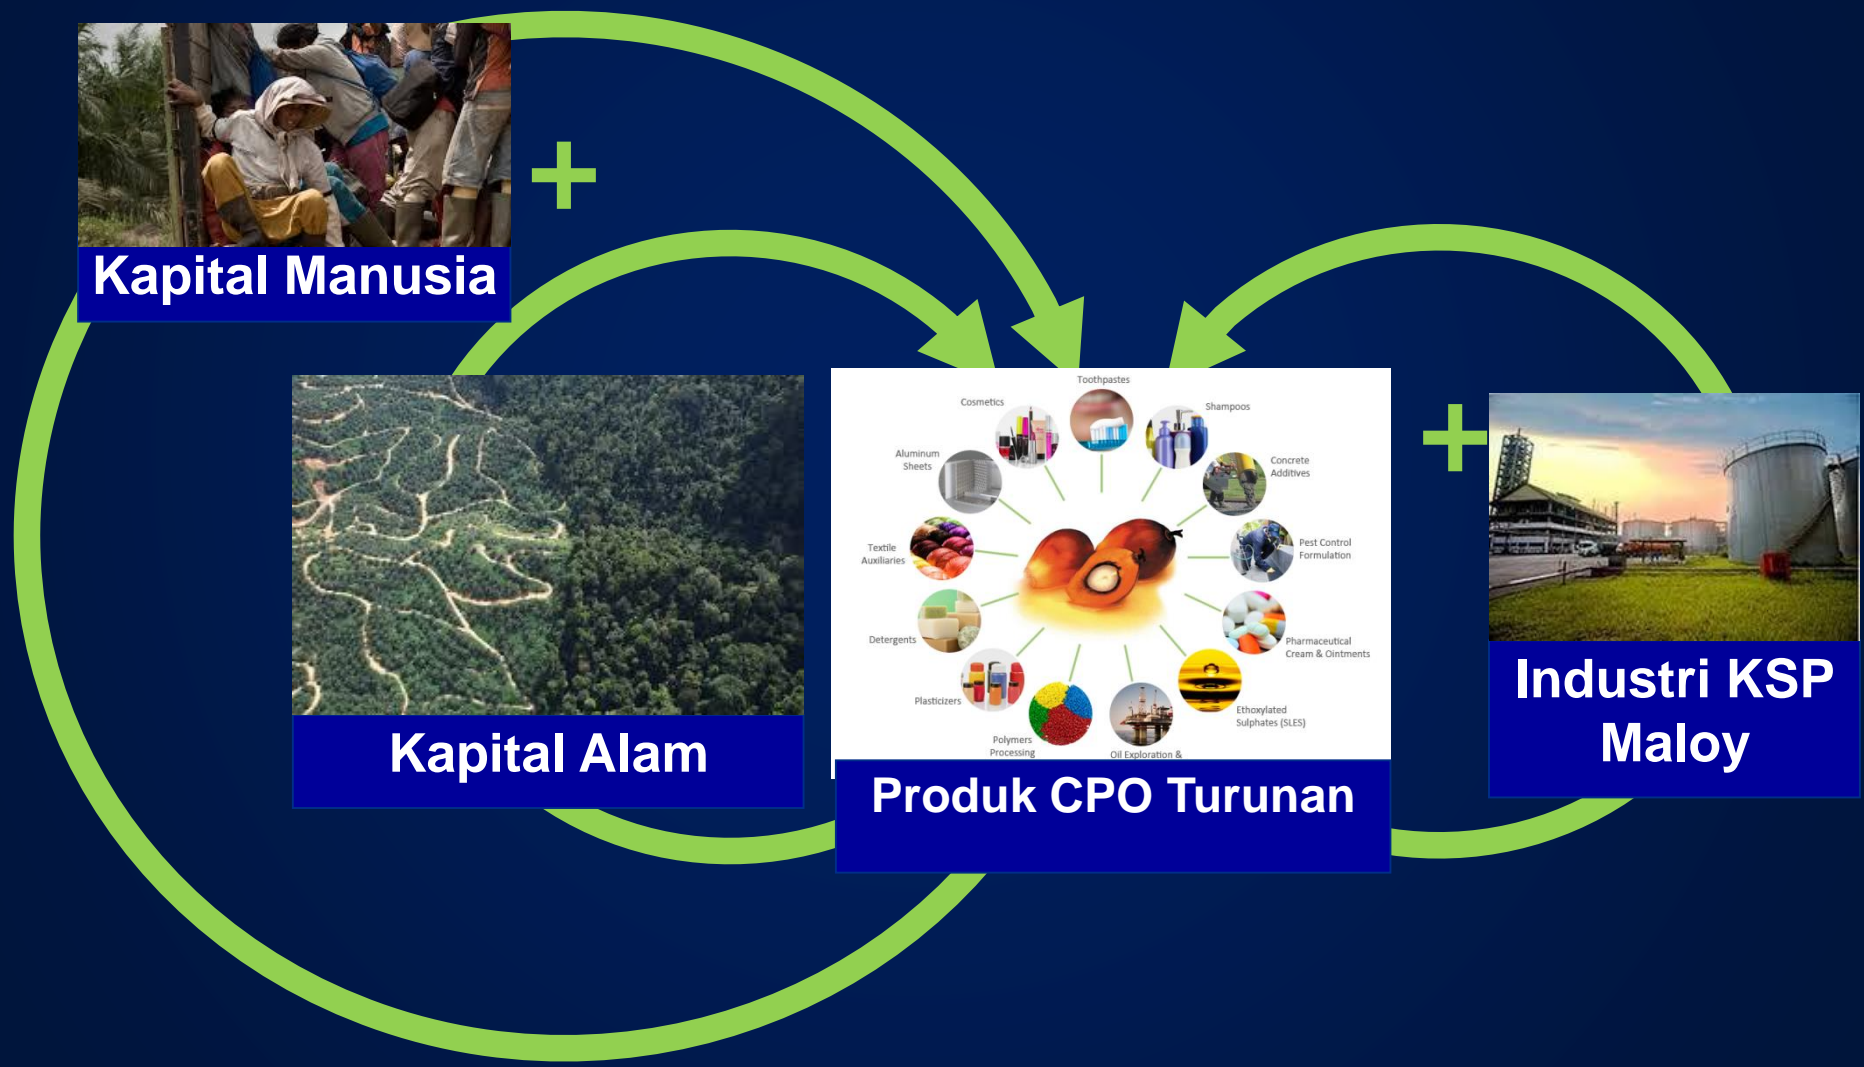 +
Kapital Manusia
Kapital Alam
Toothpastes
Cosmetics
Shampoos
Aluminum
Sheets
Concrete
Additives
Textile
Auxiliaries
Pest Control
Formulation
Detergents
Pharmaceutical
Cream & Ointments
Plasticizers
Ethoxylated
Sulphates (SLES)
Polymers
Processing
Oil Exploration &
Produk CPO Turunan
+
Industri KSP
Maloy